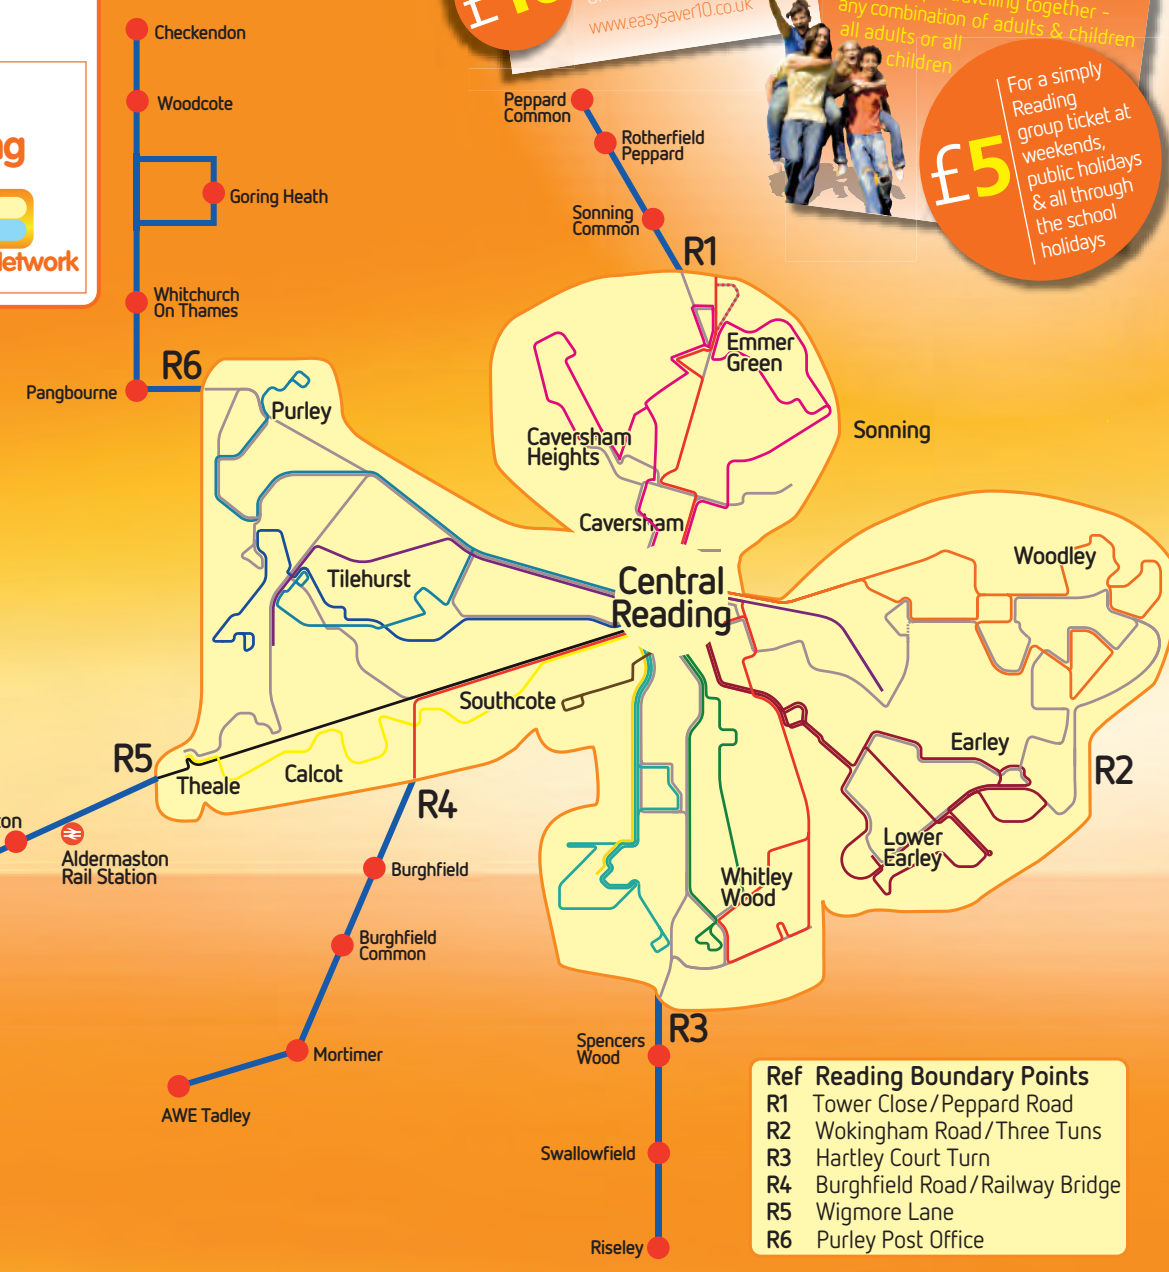 £10
www.easysaver10.co.uk
travelling together –
any combination of adults & children
all adults or all
children
£5
For a simply
Reading
group ticket at
weekends,
public holidays
& all through
the school
holidays
Checkendon
Woodcote
Goring Heath
Whitchurch
On Thames
Pangbourne
R6
Peppard
Common
Rotherfield
Peppard
Sonning
Common
R1
Emmer
Green
Caversham
Heights
Sonning
Caversham
Purley
Tilehurst
Central
Reading
Woodley
Southcote
Earley
R2
R5
Theale
Calcot
R4
Lower
Earley
Whitley
Wood
Aldermaston
Rail Station
Burghfield
Burghfield
Common
Mortimer
AWE Tadley
R3
Spencers
Wood
Swallowfield
Riseley
Ref Reading Boundary Points
R1 Tower Close/Peppard Road
R2 Wokingham Road/Three Tuns
R3 Hartley Court Turn
R4 Burghfield Road/Railway Bridge
R5 Wigmore Lane
R6 Purley Post Office